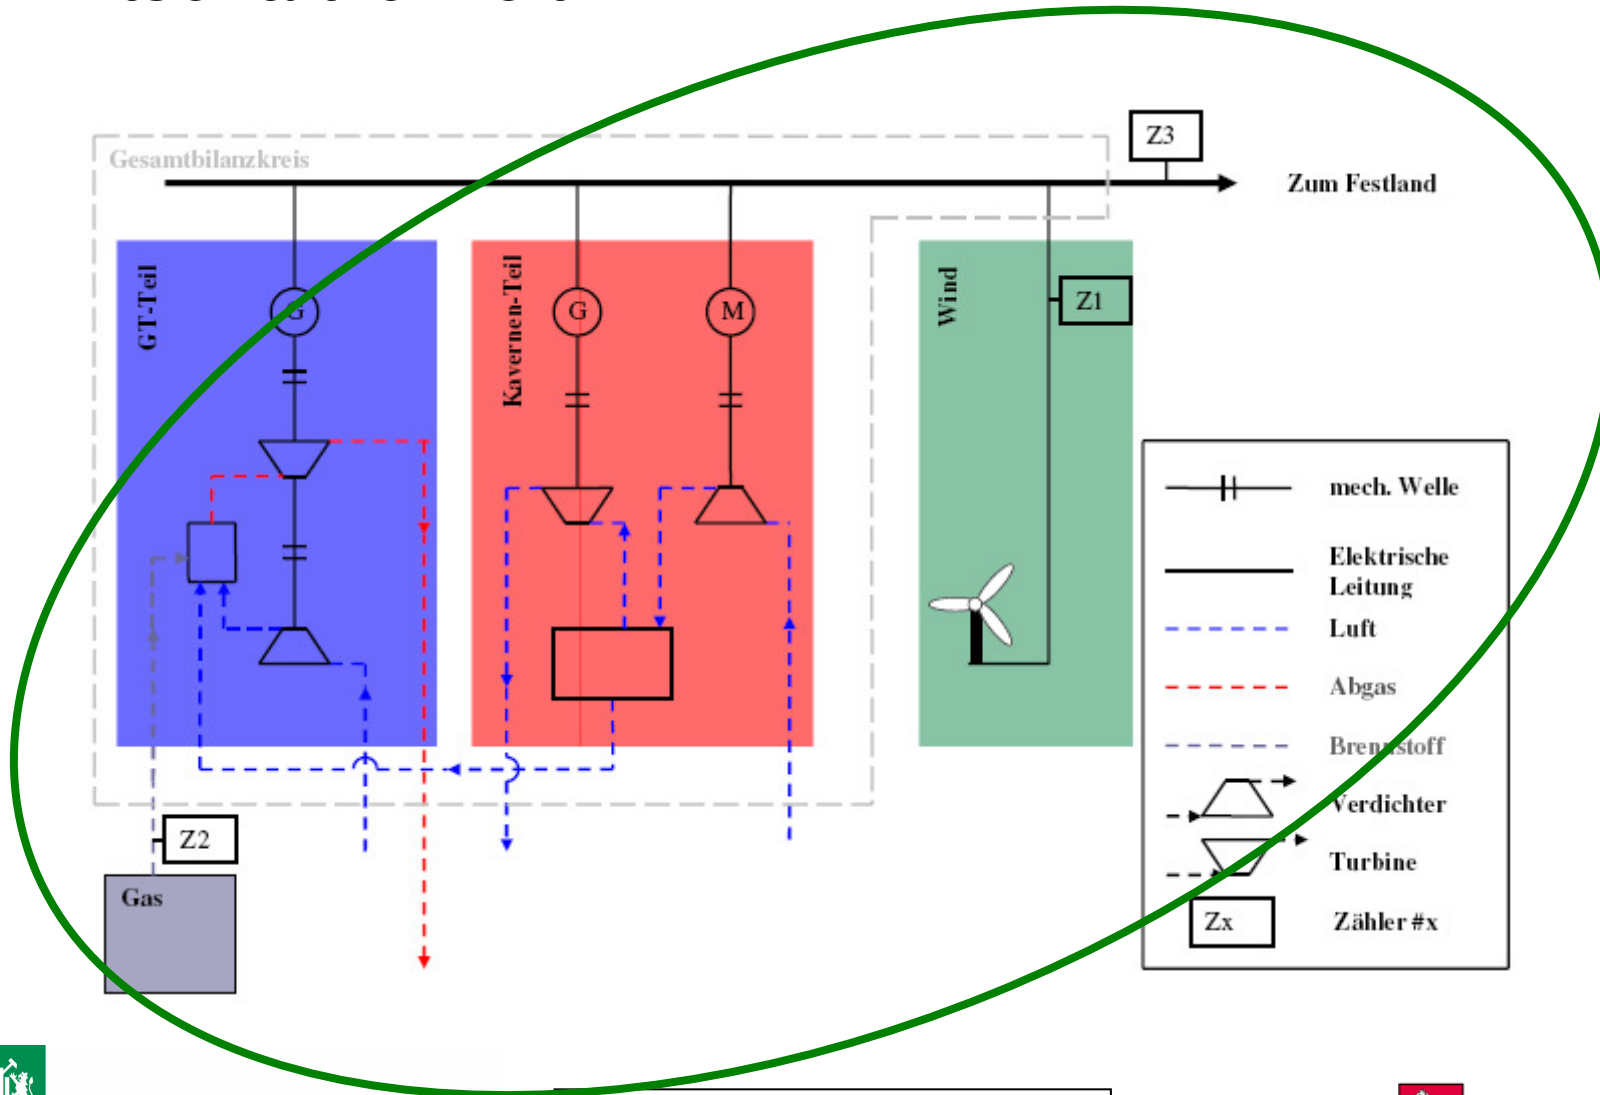 Z3
Gesamtbilanzkreis
Zum Festland
GT-Teil
Kavernen-Teil
Wind
G
G
M
Z1
mech. Welle
Elektrische
Leitung
Luft
Abgas
Brennstoff
Verdichter
Turbine
Zx
Zähler #x
Z2
Gas